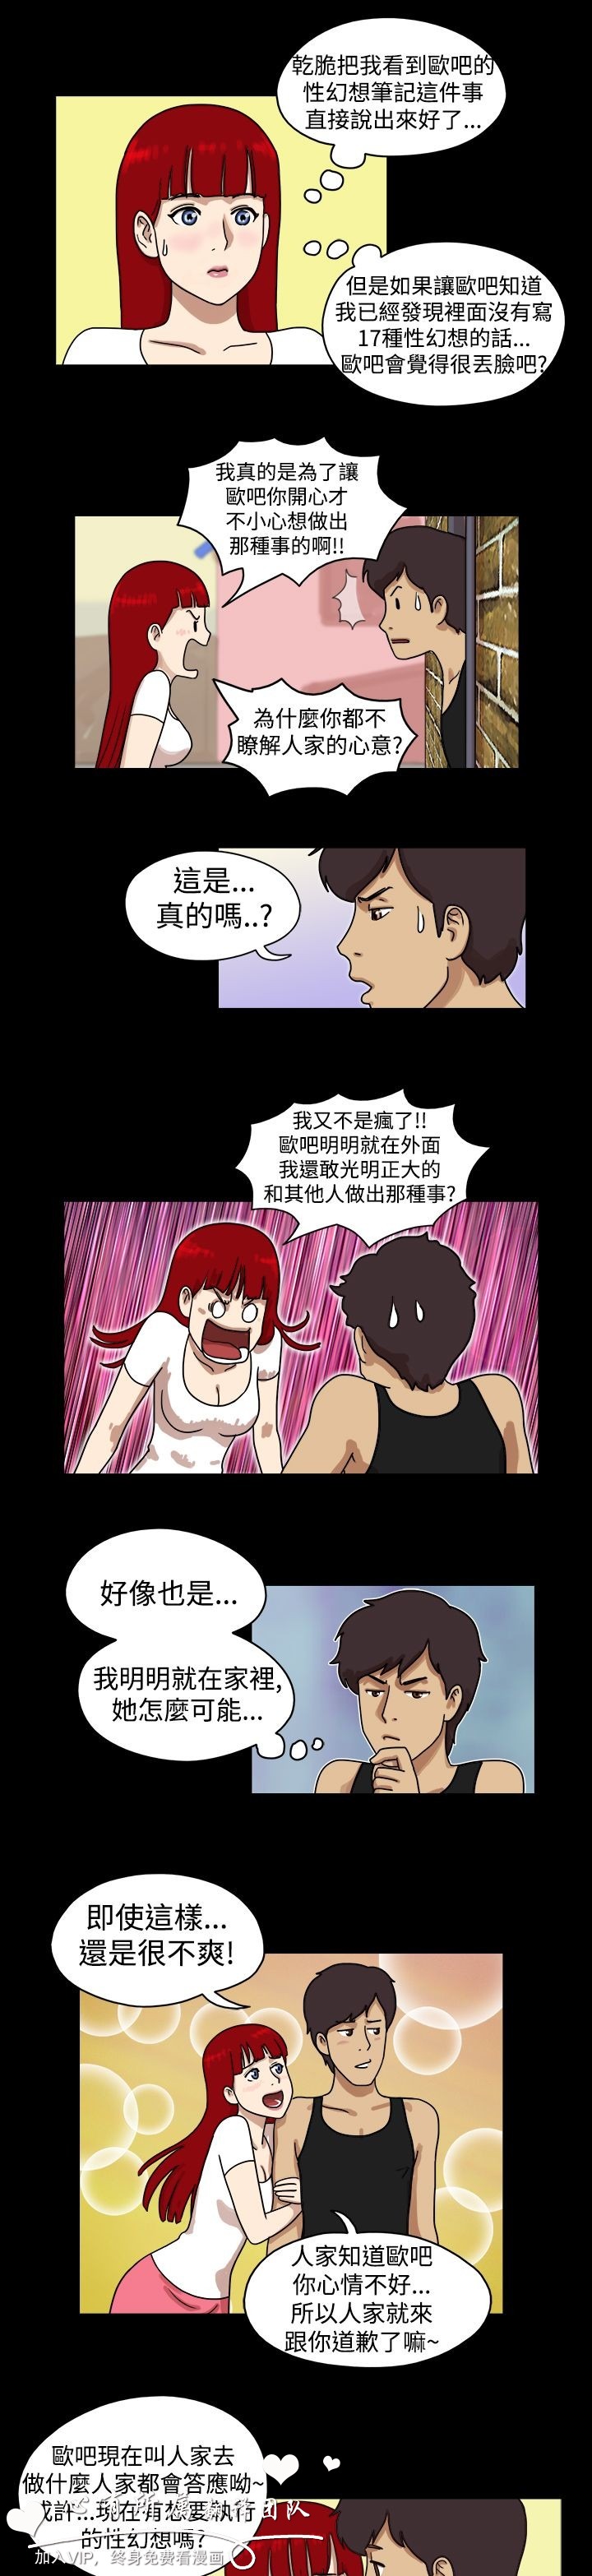 乾脆把我看到歐吧的
性幻想筆記這件事
直接說出來好了...
但是如果讓歐吧知道
我已經發現裡面沒有寫
17種性幻想的話...
歐吧會覺得很丟臉吧?
我真的是為了讓
歐吧你開心才
不小心想做出
那種事的啊!!
為什麼你都不
瞭解人家的心意?
這是...
真的嗎..?
我又不是瘋了!!
歐吧明明就在外面
我還敢光明正大的
和其他人做出那種事?
好像也是...
我明明就在家裡,
她怎麼可能...
即使這樣...
還是很不爽!
人家知道歐吧
你心情不好...
所以人家就來
跟你道歉了嘛~
歐吧現在叫人家去
做什麼人家都會答應呦~
或許...現在有想要執行
的性幻想嗎?
加入VIP，终身免费看漫画